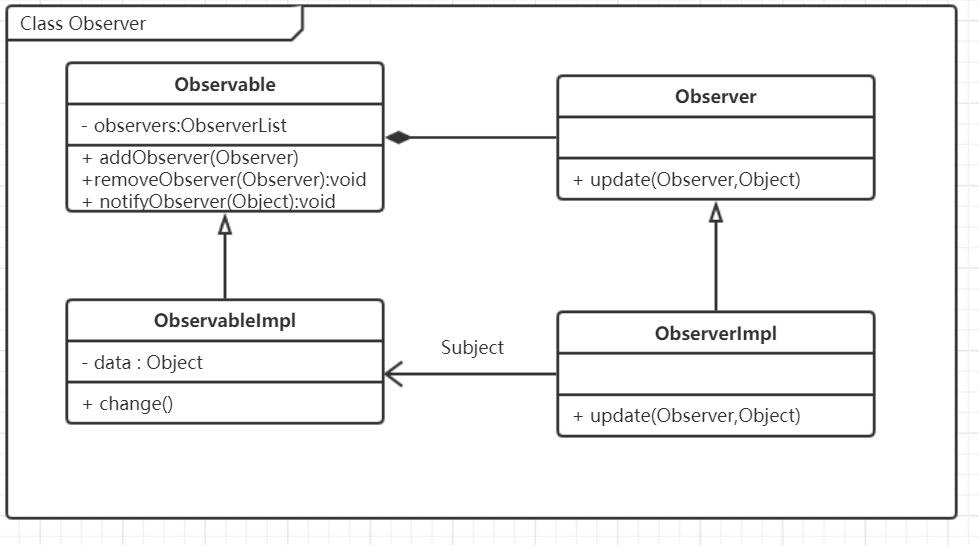 Class Observer
Observable
- observers:ObserverList
+ addObserver(Observer)
+removeObserver(Observer):void
+ notifyObserver(Object):void
Observer
+ update(Observer,Object)
ObservableImpl
- data : Object
+ change()
Subject
ObserverImpl
+ update(Observer,Object)